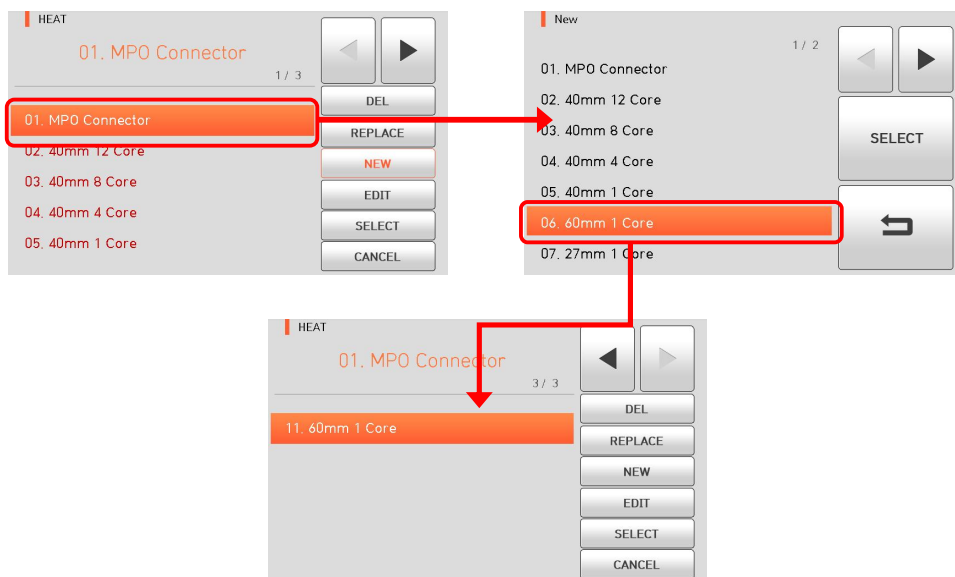 HEAT
01. MPO Connector
1 / 3
01. MPO Connector
02. 40mm 12 Core
03. 40mm 8 Core
04. 40mm 4 Core
05. 40mm 1 Core
DEL
REPLACE
NEW
EDIT
SELECT
CANCEL
New
1 / 2
01. MPO Connector
02. 40mm 12 Core
03. 40mm 8 Core
04. 40mm 4 Core
05. 40mm 1 Core
06. 60mm 1 Core
07. 27mm 1 Core
SELECT
HEAT
01. MPO Connector
3 / 3
11. 60mm 1 Core
DEL
REPLACE
NEW
EDIT
SELECT
CANCEL